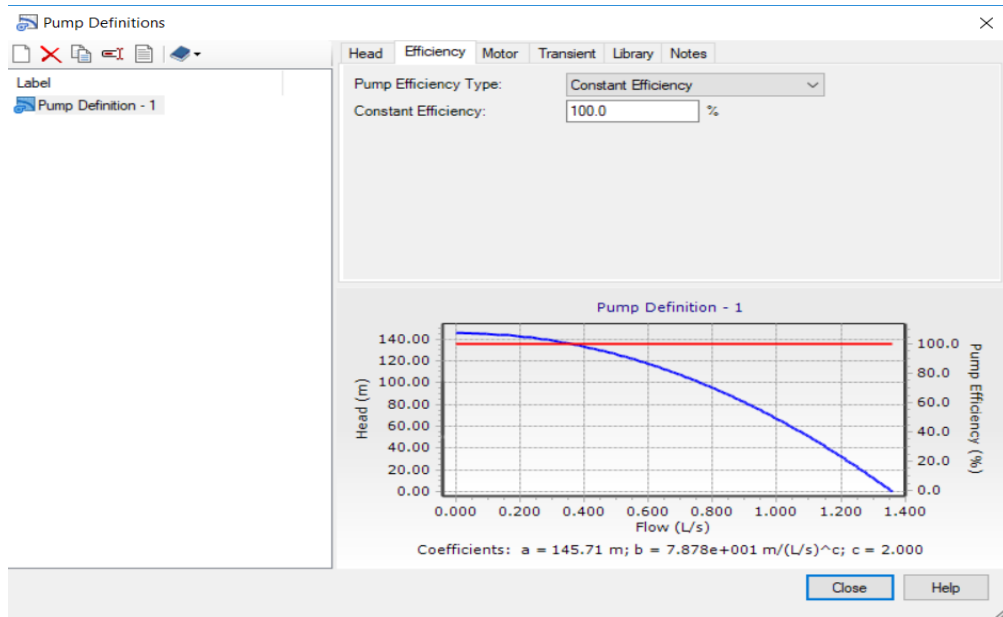 Pump Definitions
Head Efficiency Motor Transient Library Notes
Label
Pump Definition - 1
Pump Efficiency Type: Constant Efficiency
Constant Efficiency: 100.0 %
Pump Definition - 1
140.00
120.00
100.00
80.00
60.00
40.00
20.00
0.00
Head (m)
100.0
80.0
60.0
40.0
20.0
0.0
Pump Efficiency (%)
0.000 0.200 0.400 0.600 0.800 1.000 1.200 1.400
Flow (L/s)
Coefficients: a = 145.71 m; b = 7.878e+001 m/(L/s)^c; c = 2.000
Close Help